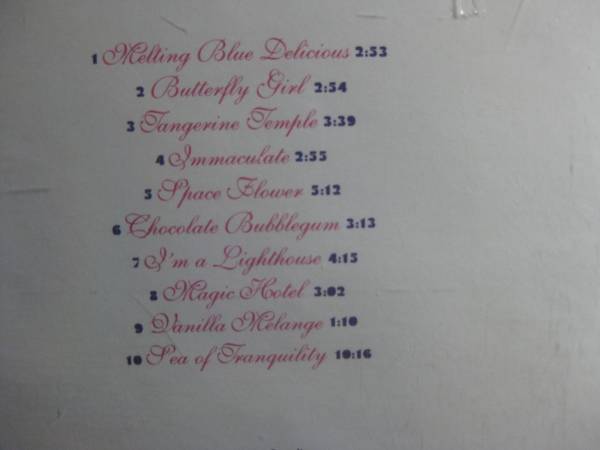 1 Melting Blue Delicious 2:53
2 Butterfly Girl 2:54
3 Tangerine Temple 3:39
4 Immaculate 2:55
5 Space Flower 5:12
6 Chocolate Bubblegum 3:13
7 I'm a Lighthouse 4:15
8 Magic Hotel 3:02
9 Vanilla Melange 1:10
10 Sea of Tranquility 10:16